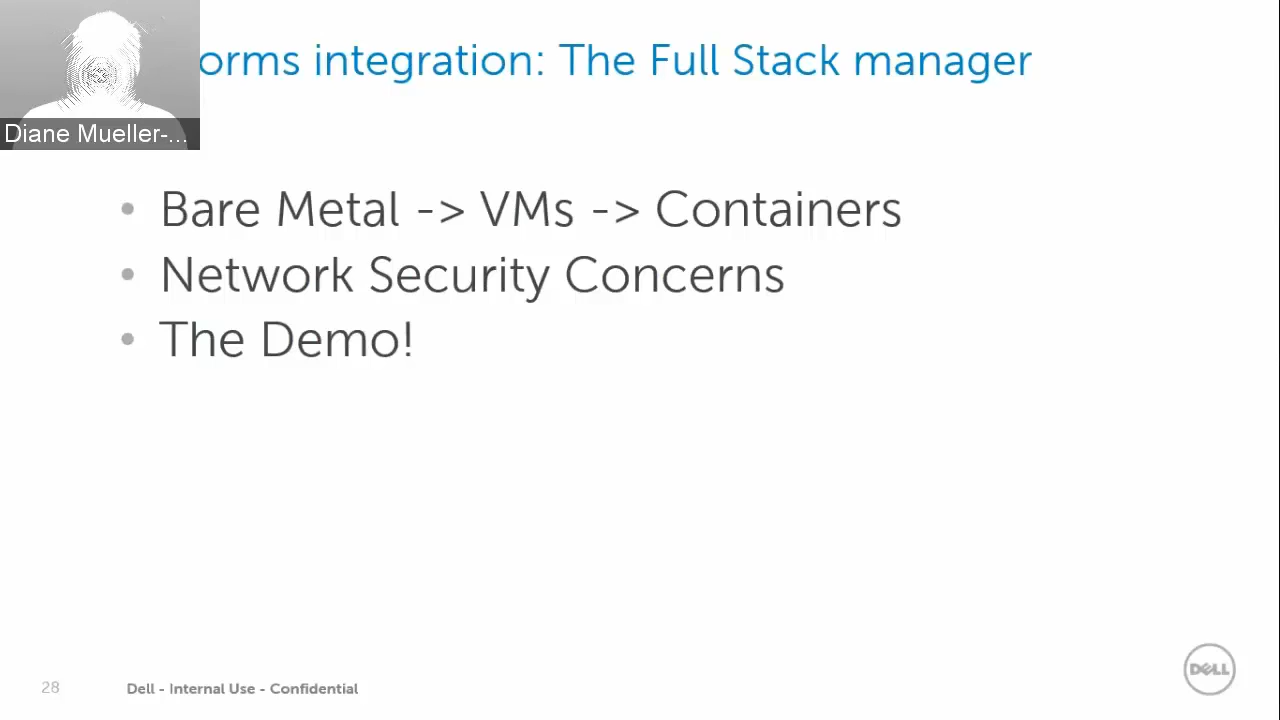 orms integration: The Full Stack manager
Diane Mueller-...
• Bare Metal -> VMs -> Containers
• Network Security Concerns
• The Demo!
28
Dell - Internal Use - Confidential
DELL